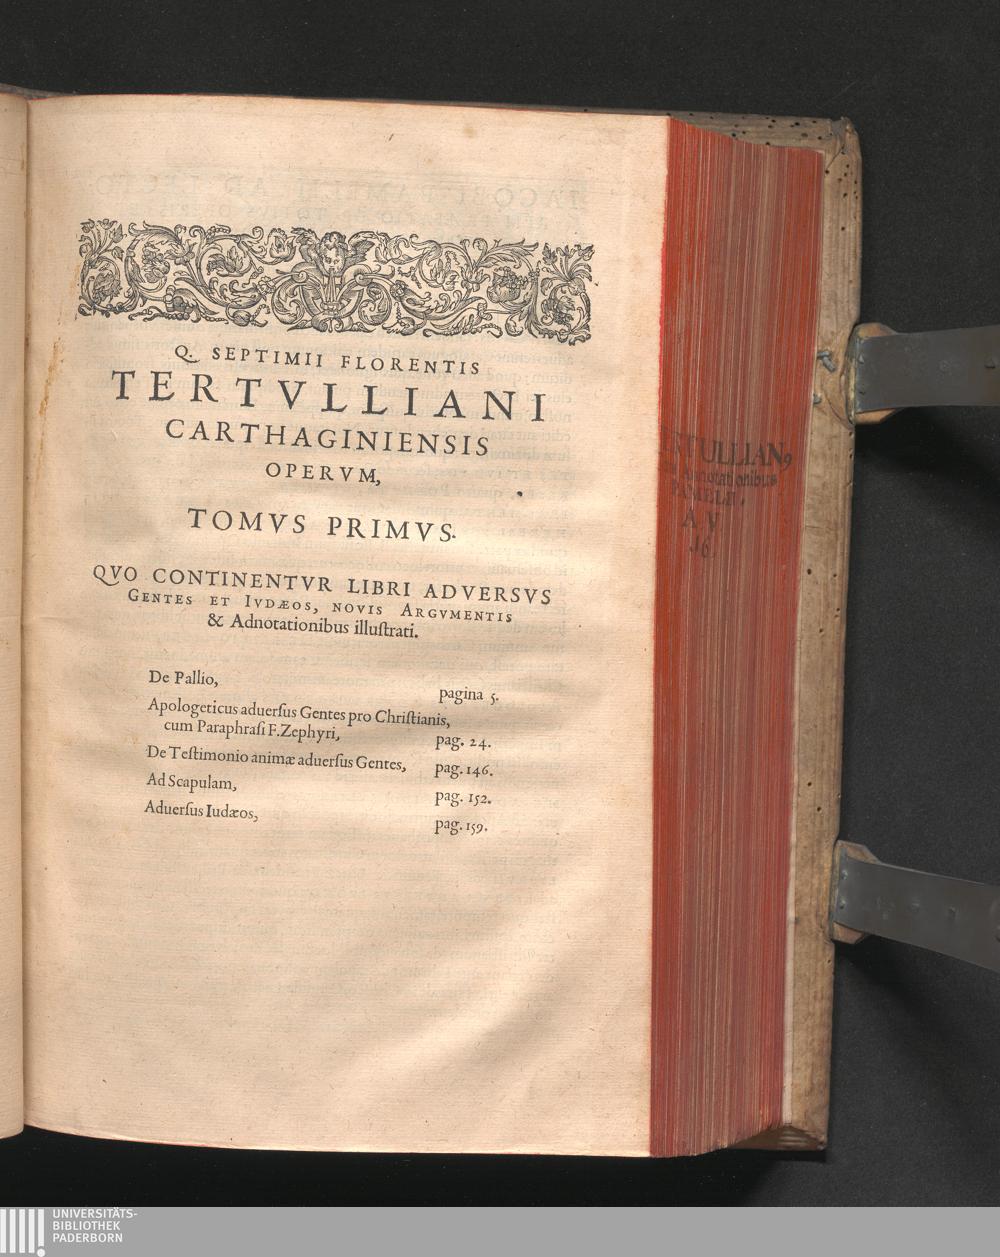 Q. SEPTIMII FLORENTIS
TERTVLLIANI
CARTHAGINIENSIS
OPERVM,
TOMVS PRIMVS.
QVO CONTINENTVR LIBRI ADVERSVS
GENTES ET IVDÆOS, NOVIS ARGVMENTIS
& Adnotationibus illuſtrati.
De Pallio, pagina 5.
Apologeticus aduerſus Gentes pro Chriſtianis,
cum Paraphraſi F. Zephyri, pag. 24.
De Teſtimonio animæ aduerſus Gentes, pag. 146.
Ad Scapulam, pag. 152.
Aduerſus Iudæos, pag. 159.
PAMELII,
A V
16.
UNIVERSITÄTS-
BIBLIOTHEK
PADERBORN